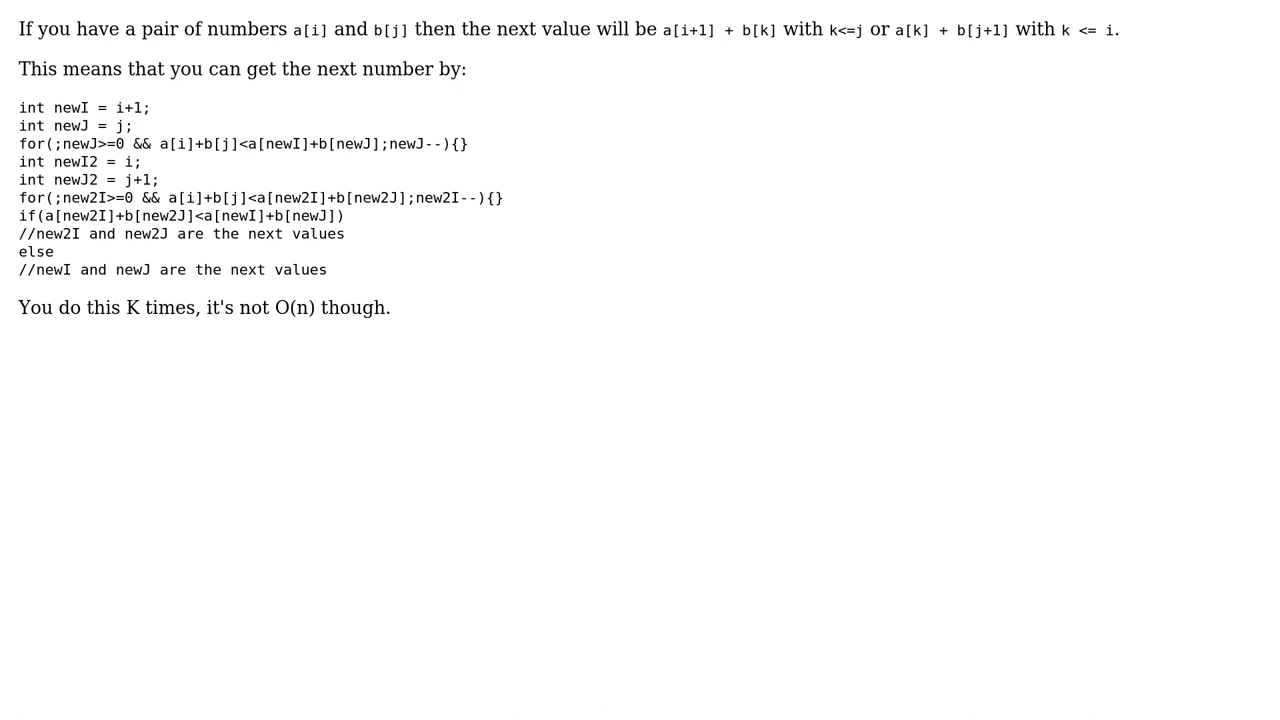 If you have a pair of numbers a[i] and b[j] then the next value will be a[i+1] + b[k] with k<=j or a[k] + b[j+1] with k <= i.
This means that you can get the next number by:
int newI = i+1;
int newJ = j;
for(;newJ>=0 && a[i]+b[j]<a[newI]+b[newJ];newJ--){}
int newI2 = i;
int newJ2 = j+1;
for(;new2I>=0 && a[i]+b[j]<a[new2I]+b[new2J];new2I--){}
if(a[new2I]+b[new2J]<a[newI]+b[newJ])
//new2I and new2J are the next values
else
//newI and newJ are the next values
You do this K times, it's not O(n) though.